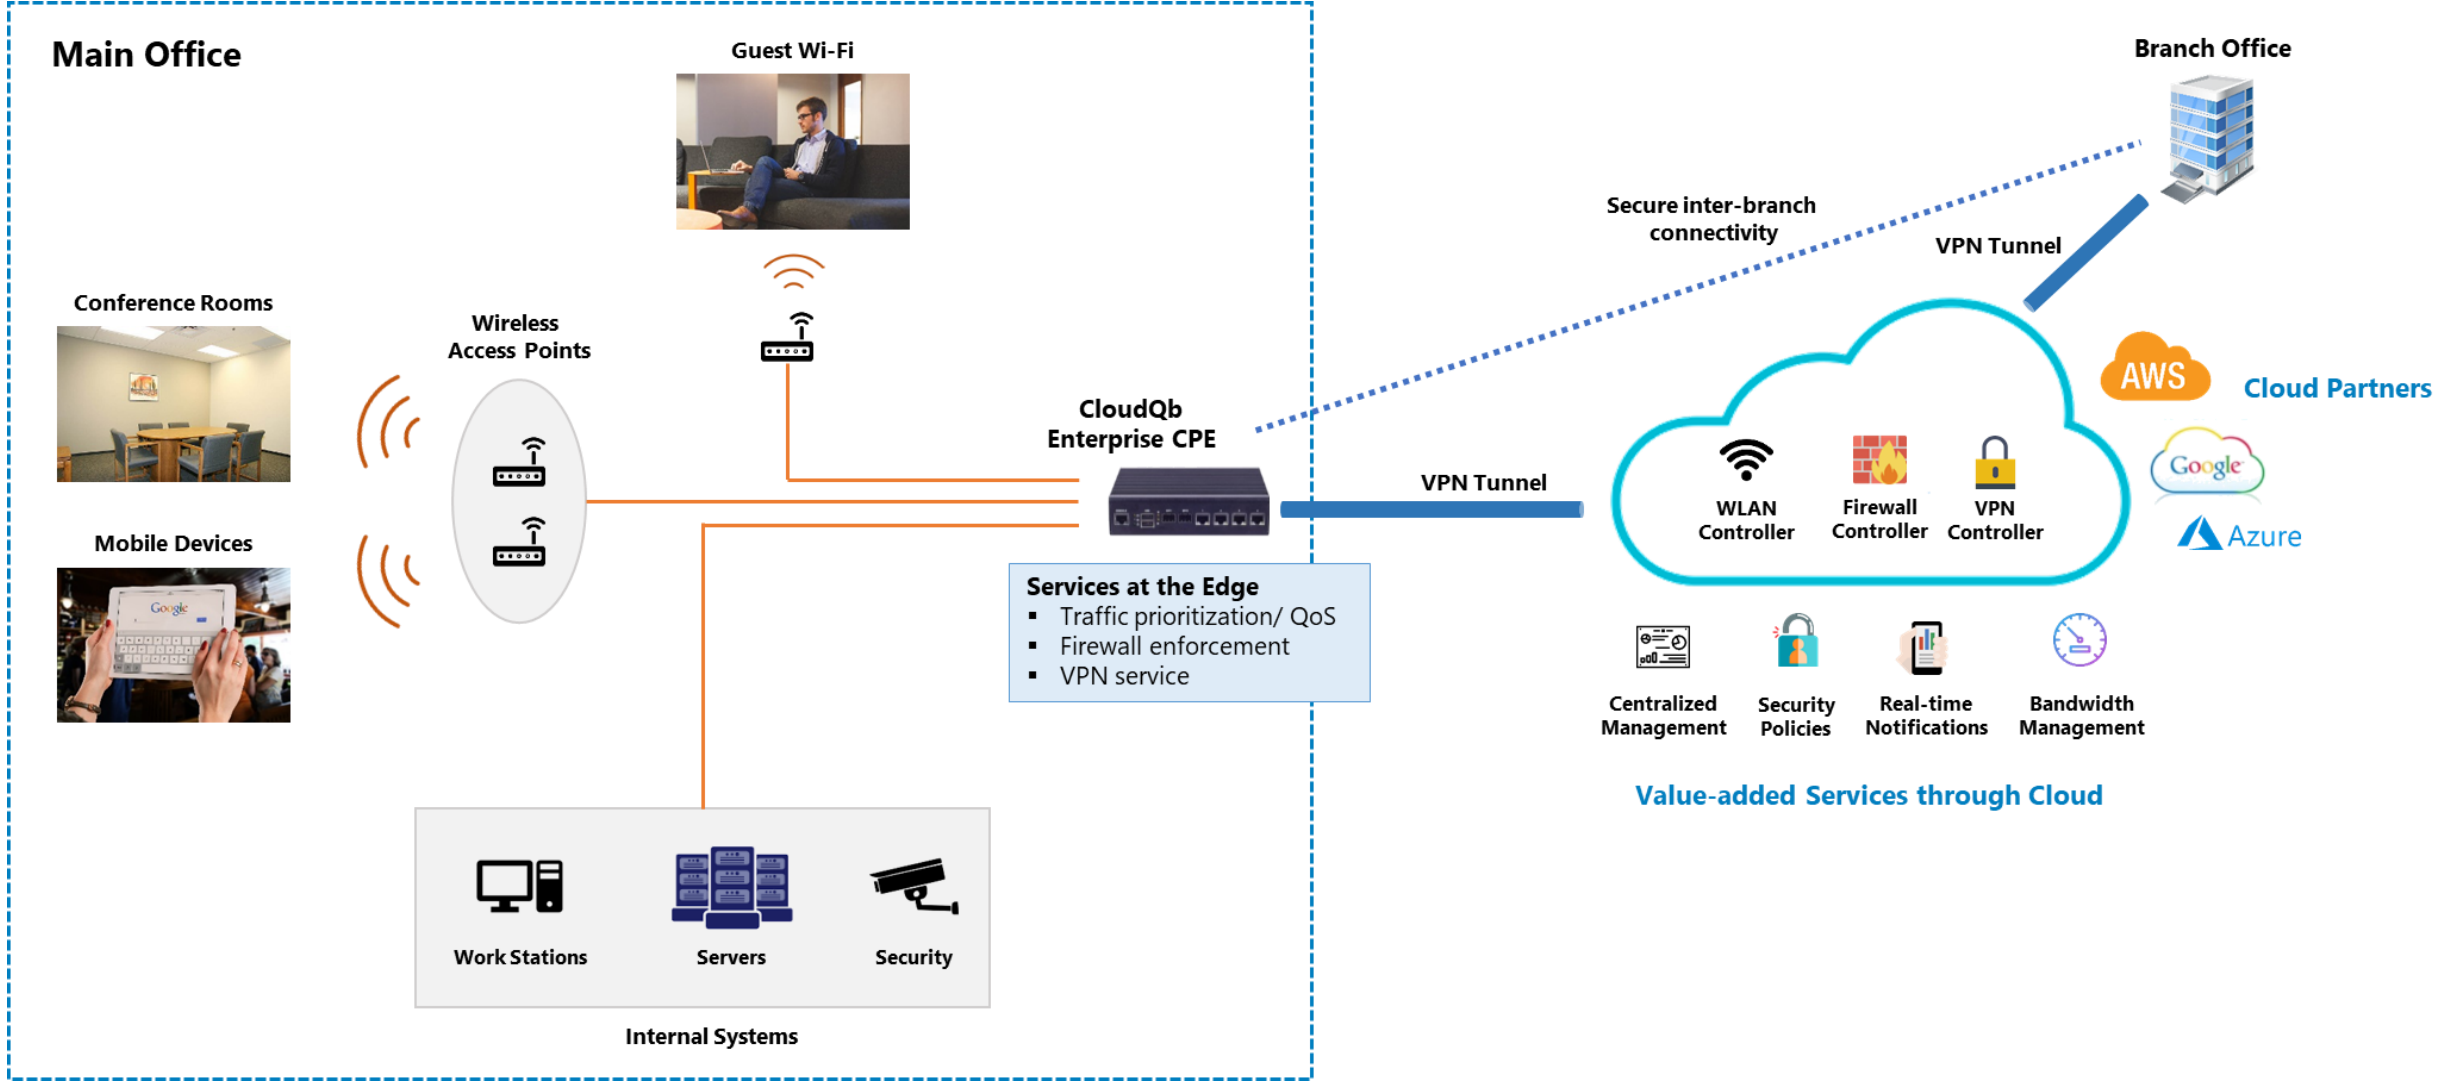 Main Office
Guest Wi-Fi
Conference Rooms
Wireless
Access Points
Mobile Devices
Google
CloudQb
Enterprise CPE
Services at the Edge
▪ Traffic prioritization/ QoS
▪ Firewall enforcement
▪ VPN service
Work Stations
Servers
Security
Internal Systems
Secure inter-branch
connectivity
VPN Tunnel
Branch Office
VPN Tunnel
WLAN
Controller
Firewall
Controller
VPN
Controller
AWS
Cloud Partners
Google
Azure
Centralized
Management
Security
Policies
Real-time
Notifications
Bandwidth
Management
Value-added Services through Cloud